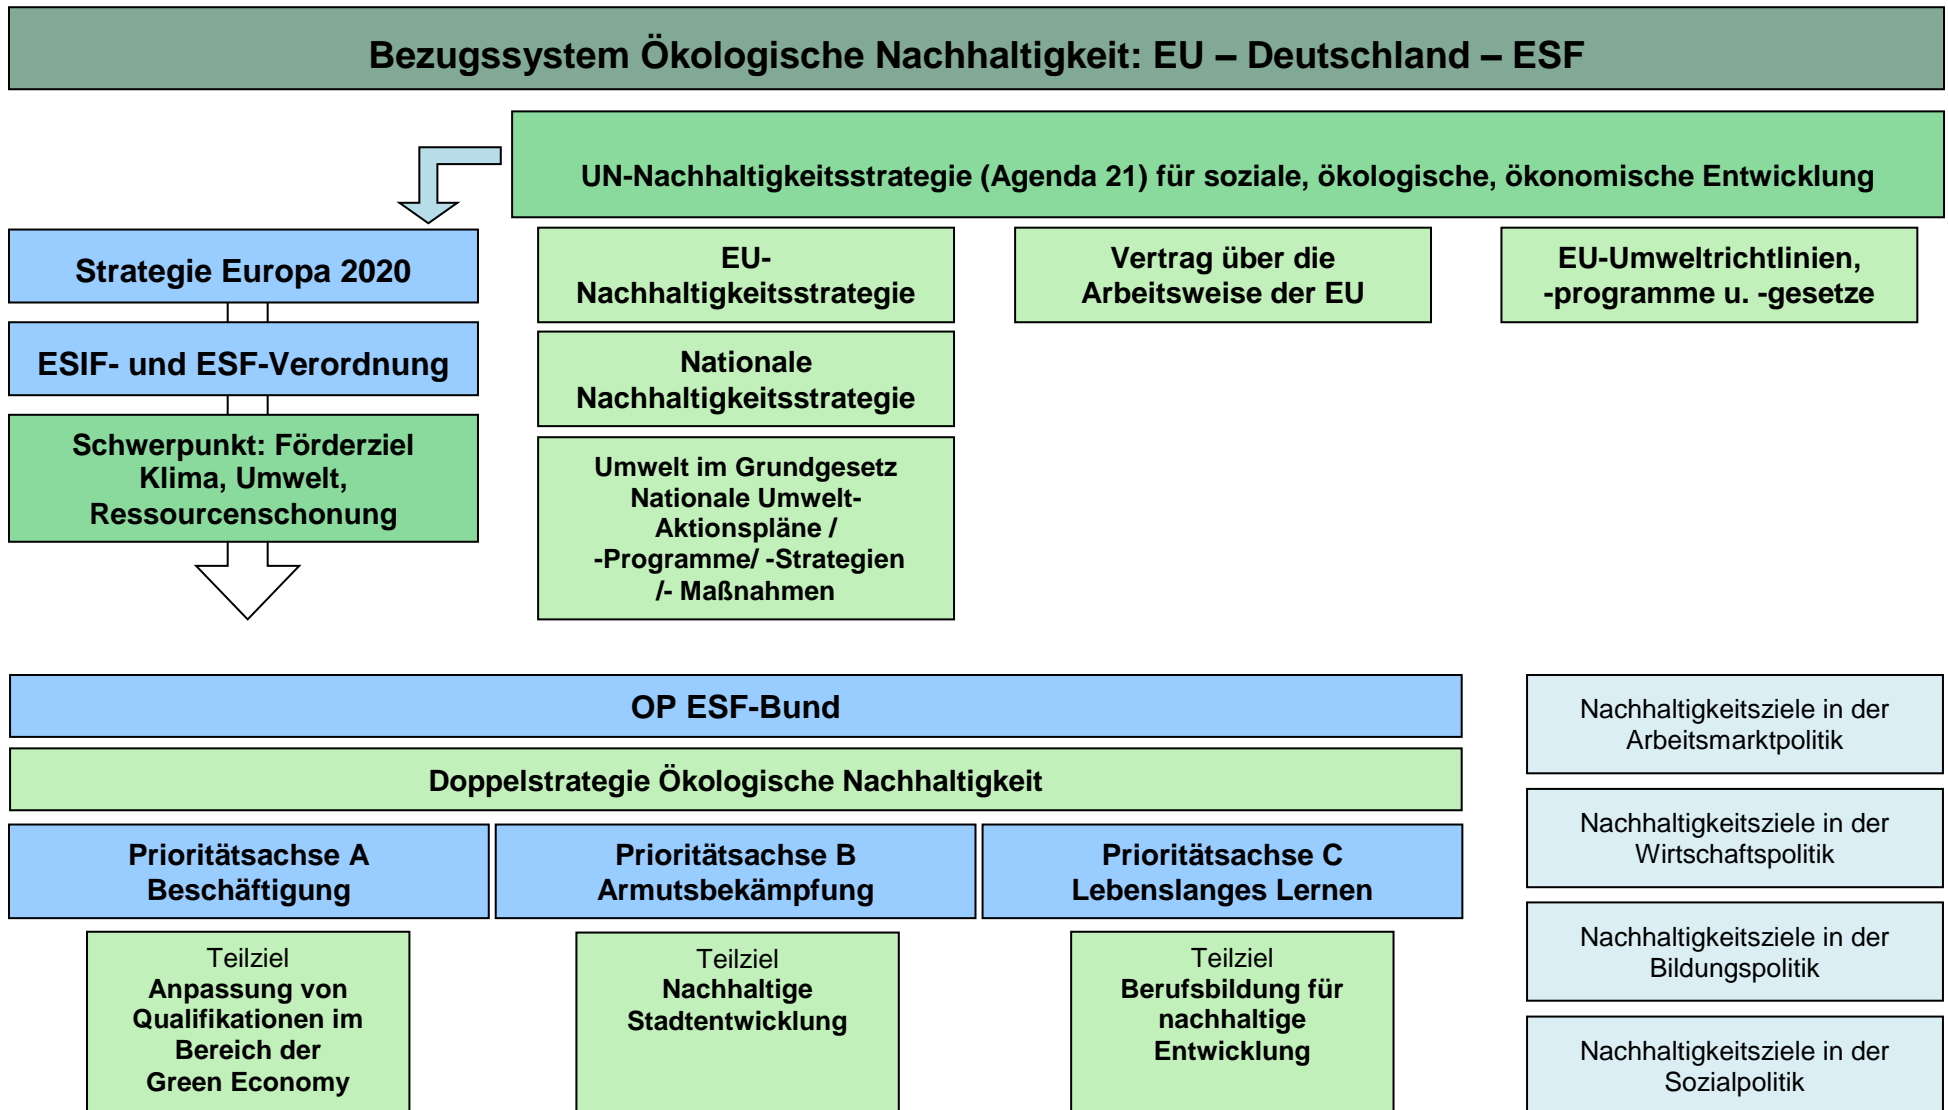 Bezugssystem Ökologische Nachhaltigkeit: EU – Deutschland – ESF
UN-Nachhaltigkeitsstrategie (Agenda 21) für soziale, ökologische, ökonomische Entwicklung
Strategie Europa 2020
ESIF- und ESF-Verordnung
Schwerpunkt: Förderziel
Klima, Umwelt,
Ressourcenschonung
EU-
Nachhaltigkeitsstrategie
Nationale
Nachhaltigkeitsstrategie
Umwelt im Grundgesetz
Nationale Umwelt-
Aktionspläne /
-Programme/ -Strategien
/- Maßnahmen
Vertrag über die
Arbeitsweise der EU
EU-Umweltrichtlinien,
-programme u. -gesetze
OP ESF-Bund
Doppelstrategie Ökologische Nachhaltigkeit
Prioritätsachse A
Beschäftigung
Prioritätsachse B
Armutsbekämpfung
Prioritätsachse C
Lebenslanges Lernen
Teilziel
Anpassung von
Qualifikationen im
Bereich der
Green Economy
Teilziel
Nachhaltige
Stadtentwicklung
Teilziel
Berufsbildung für
nachhaltige
Entwicklung
Nachhaltigkeitsziele in der
Arbeitsmarktpolitik
Nachhaltigkeitsziele in der
Wirtschaftspolitik
Nachhaltigkeitsziele in der
Bildungspolitik
Nachhaltigkeitsziele in der
Sozialpolitik